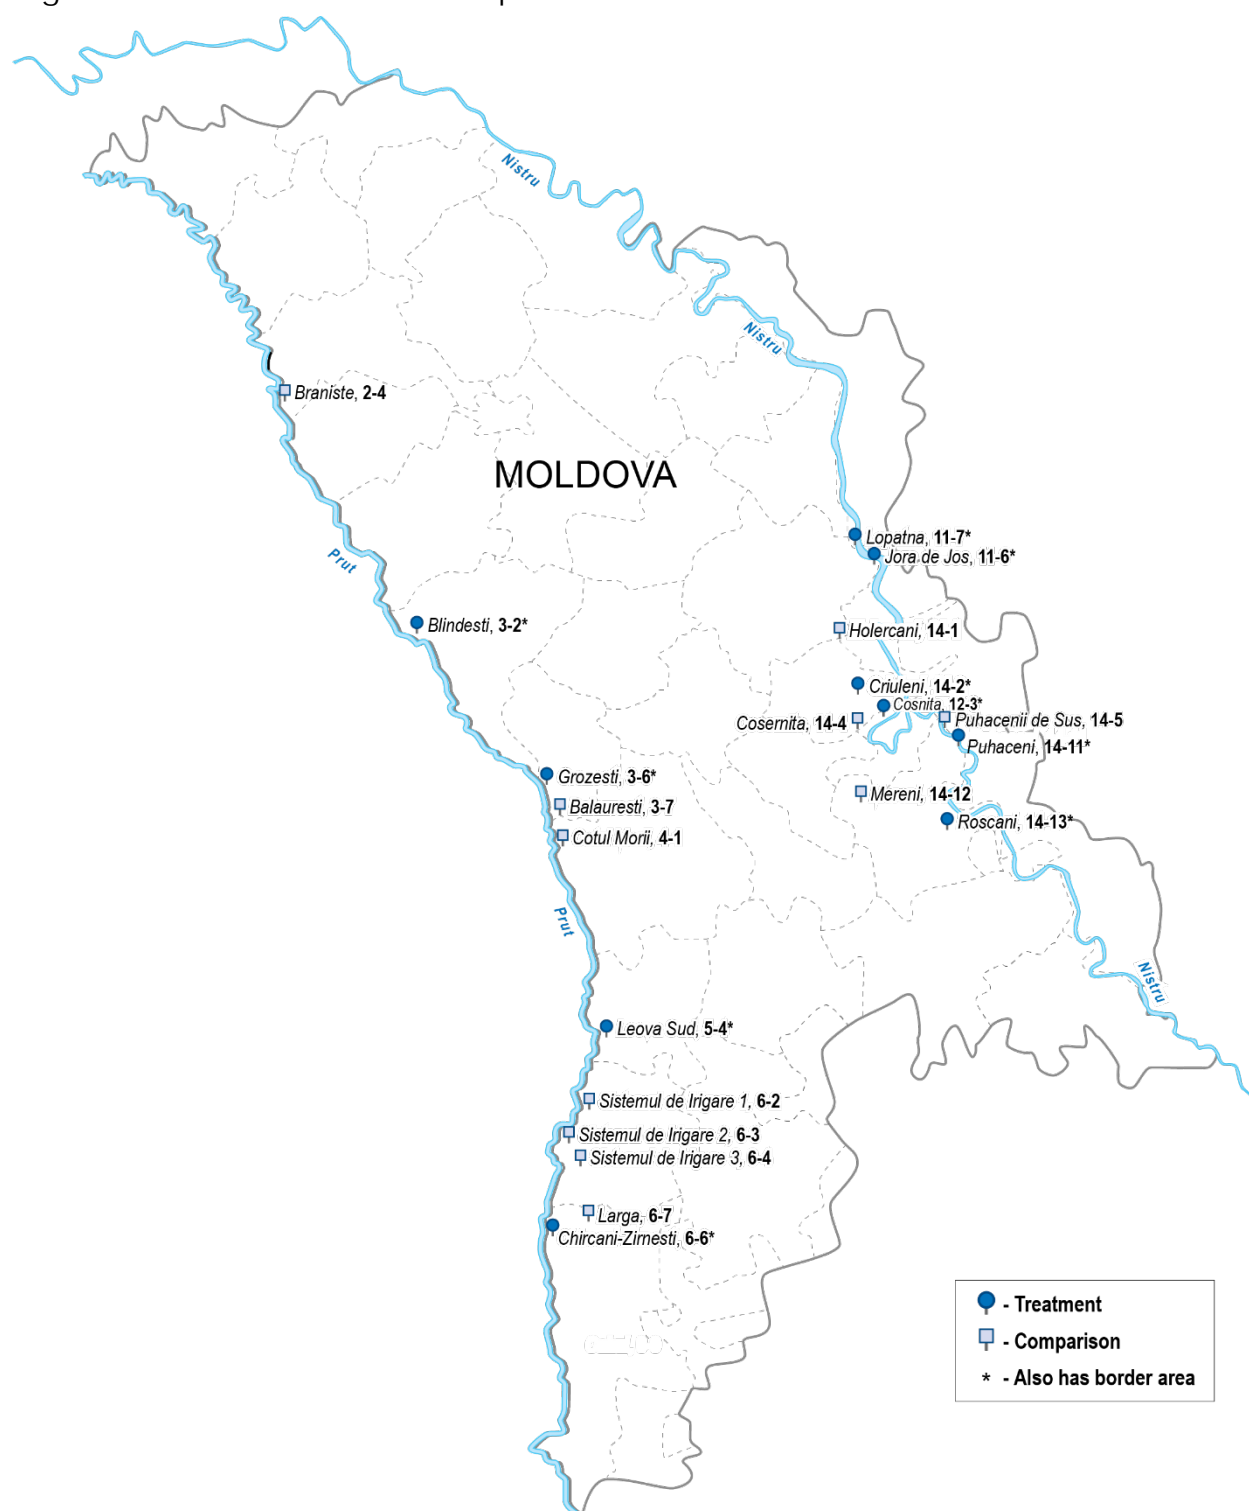 Nistru
Nistru
Braniste, 2-4
MOLDOVA
Lopatna, 11-7*
Jora de Jos, 11-6*
Prut
Blindesti, 3-2*
Holercani, 14-1
Criuleni, 14-2*
Cosnita, 12-3*
Cosernita, 14-4
Puhacenii de Sus, 14-5
Puhaceni, 14-11*
Grozesti, 3-6*
Balauresti, 3-7
Mereni, 14-12
Cotul Morii, 4-1
Roscani, 14-13*
Prut
Nistru
Leova Sud, 5-4*
Sistemul de Irigare 1, 6-2
Sistemul de Irigare 2, 6-3
Sistemul de Irigare 3, 6-4
Larga, 6-7
Chircani-Zirnesti, 6-6*
- Treatment
- Comparison
* - Also has border area